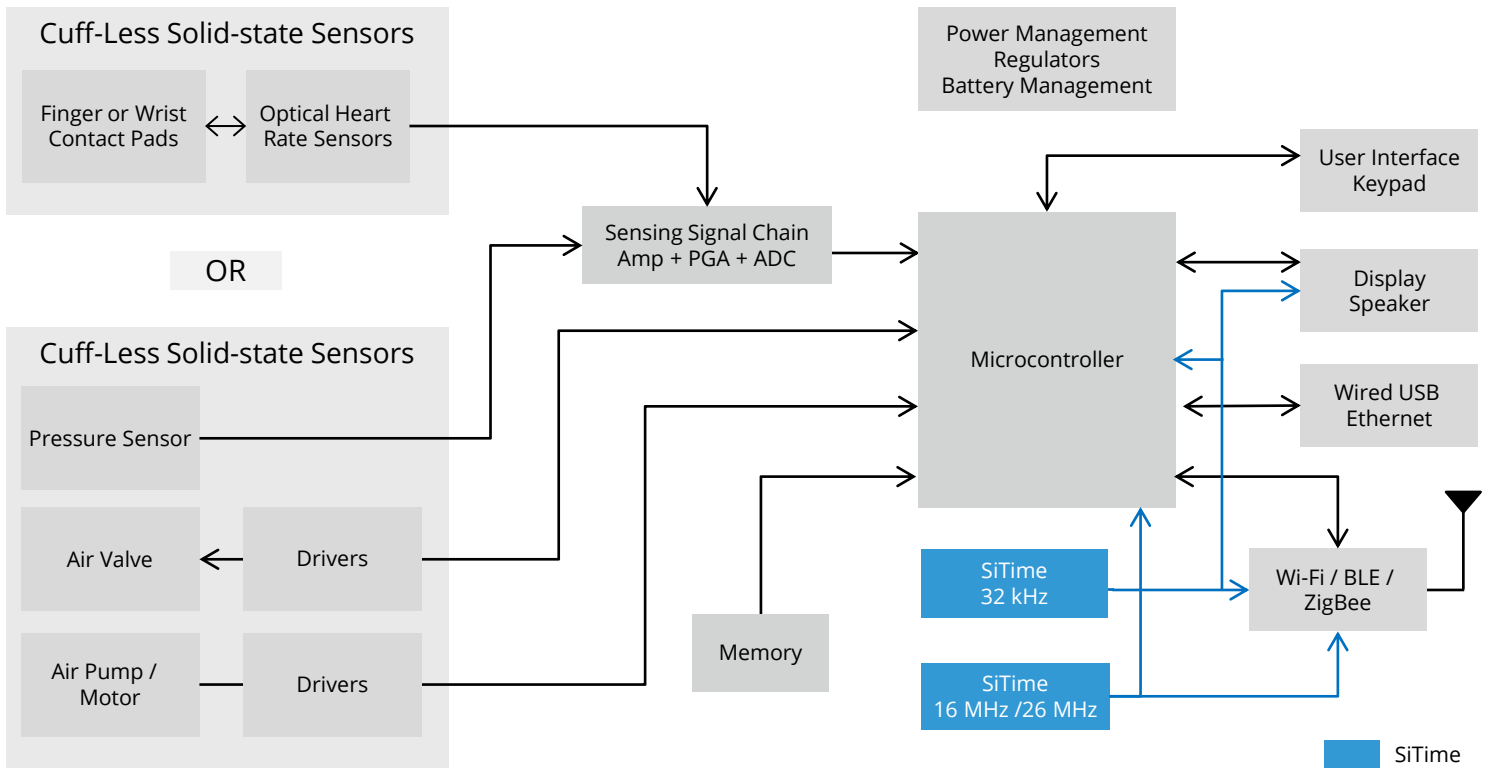 Cuff-Less Solid-state Sensors
Finger or Wrist
Contact Pads
Optical Heart
Rate Sensors
OR
Cuff-Less Solid-state Sensors
Pressure Sensor
Air Valve
Drivers
Air Pump /
Motor
Drivers
Sensing Signal Chain
Amp + PGA + ADC
Memory
Power Management
Regulators
Battery Management
Microcontroller
SiTime
32 kHz
SiTime
16 MHz /26 MHz
User Interface
Keypad
Display
Speaker
Wired USB
Ethernet
Wi-Fi / BLE /
ZigBee
SiTime